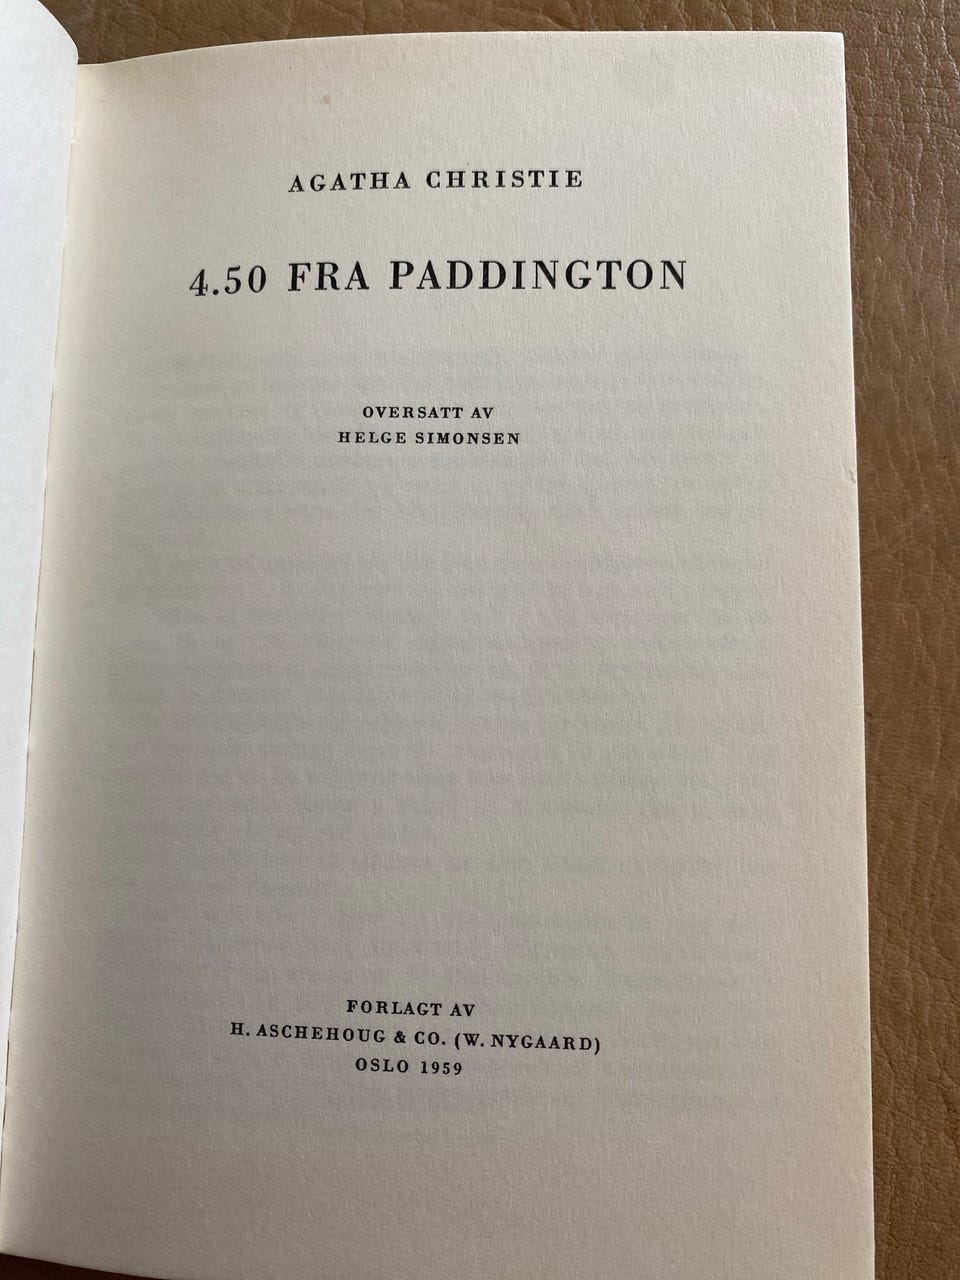 AGATHA CHRISTIE
4.50 FRA PADDINGTON
OVERSATT AV
HELGE SIMONSEN
FORLAGT AV
H. ASCHEHOUG & CO. (W. NYGAARD)
OSLO 1959